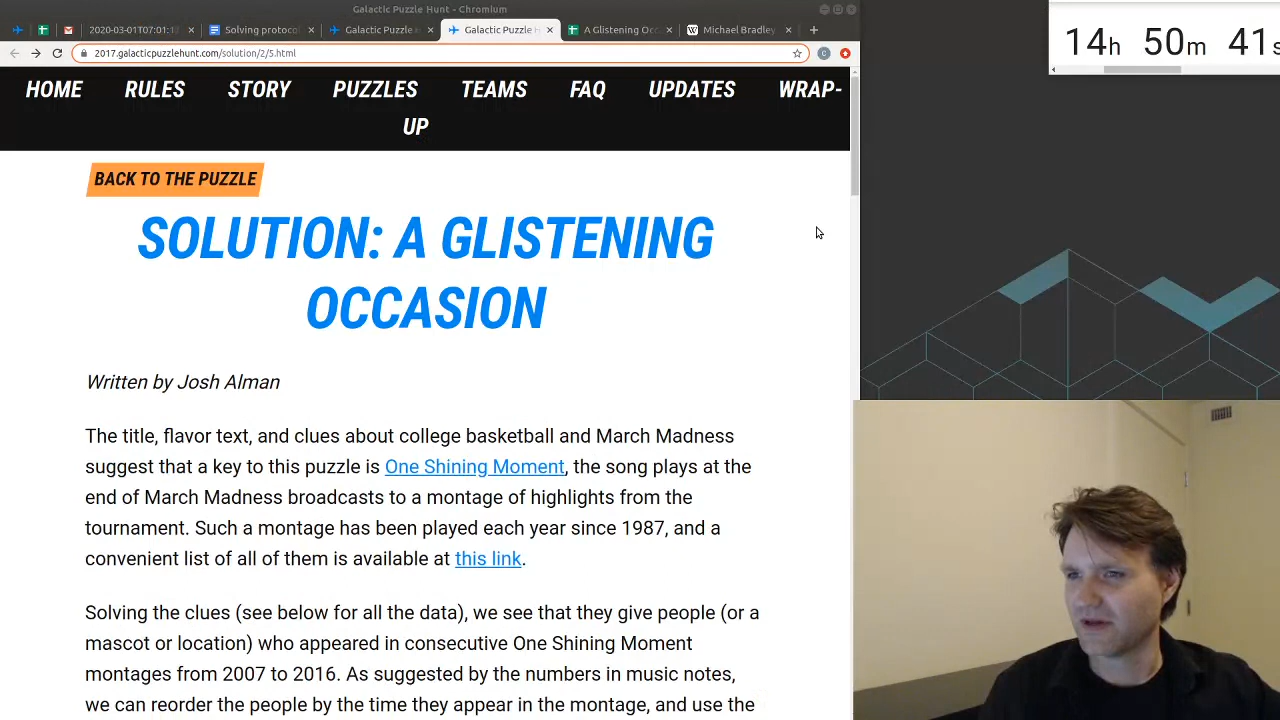 Galactic Puzzle Hunt - Chromium
2020-03-01T07:01:1
Solving protoco
Galactic Puzzle
Galactic Puzzle H
A Glistening Oc
Michael Bradley
2017.galacticpuzzlehunt.com/solution/2/5.html
14h 50m 41s
HOME RULES STORY PUZZLES TEAMS FAQ UPDATES WRAP-
UP
BACK TO THE PUZZLE
SOLUTION: A GLISTENING
OCCASION
Written by Josh Alman
The title, flavor text, and clues about college basketball and March Madness
suggest that a key to this puzzle is One Shining Moment, the song plays at the
end of March Madness broadcasts to a montage of highlights from the
tournament. Such a montage has been played each year since 1987, and a
convenient list of all of them is available at this link.
Solving the clues (see below for all the data), we see that they give people (or a
mascot or location) who appeared in consecutive One Shining Moment
montages from 2007 to 2016. As suggested by the numbers in music notes,
we can reorder the people by the time they appear in the montage, and use the